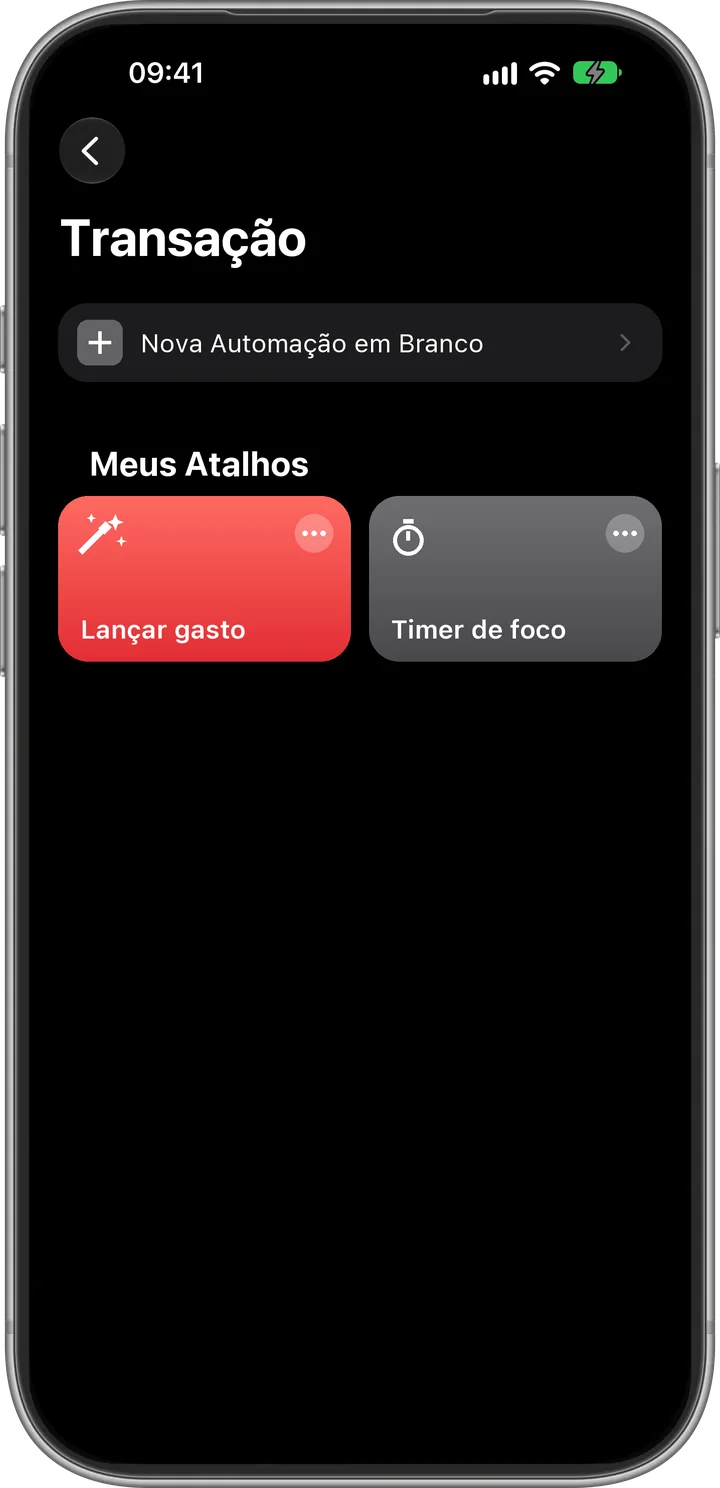 09:41
Transação
Nova Automação em Branco
Meus Atalhos
Lançar gasto
Timer de foco